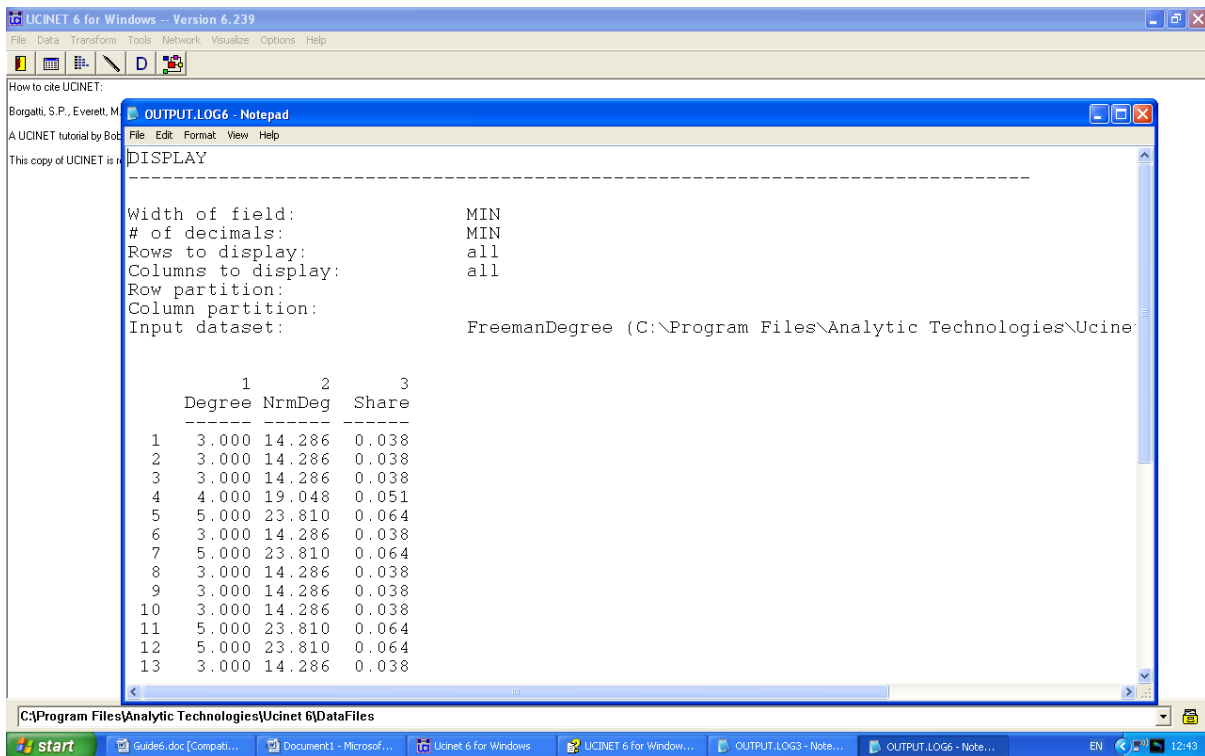 UCINET 6 for Windows -- Version 6.239
File Data Transform Tools Network Visualize Options Help
D
How to cite UCINET:
Borgatti, S.P., Everett, M
A UCINET tutorial by Bob
This copy of UCINET is r
OUTPUT.LOG6 - Notepad
File Edit Format View Help
DISPLAY
--------------------------------------------------------------------------------
Width of field: MIN
# of decimals: MIN
Rows to display: all
Columns to display: all
Row partition:
Column partition:
Input dataset: FreemanDegree (C:\Program Files\Analytic Technologies\Ucine
1 2 3
Degree NrmDeg Share
------ ------ ------
1 3.000 14.286 0.038
2 3.000 14.286 0.038
3 3.000 14.286 0.038
4 4.000 19.048 0.051
5 5.000 23.810 0.064
6 3.000 14.286 0.038
7 5.000 23.810 0.064
8 3.000 14.286 0.038
9 3.000 14.286 0.038
10 3.000 14.286 0.038
11 5.000 23.810 0.064
12 5.000 23.810 0.064
13 3.000 14.286 0.038
C:\Program Files\Analytic Technologies\Ucinet 6\DataFiles
start Guide6.doc [Compati... Document1 - Microsof... Ucinet 6 for Windows UCINET 6 for Window... OUTPUT.LOG3 - Note... OUTPUT.LOG6 - Note... EN 12:43